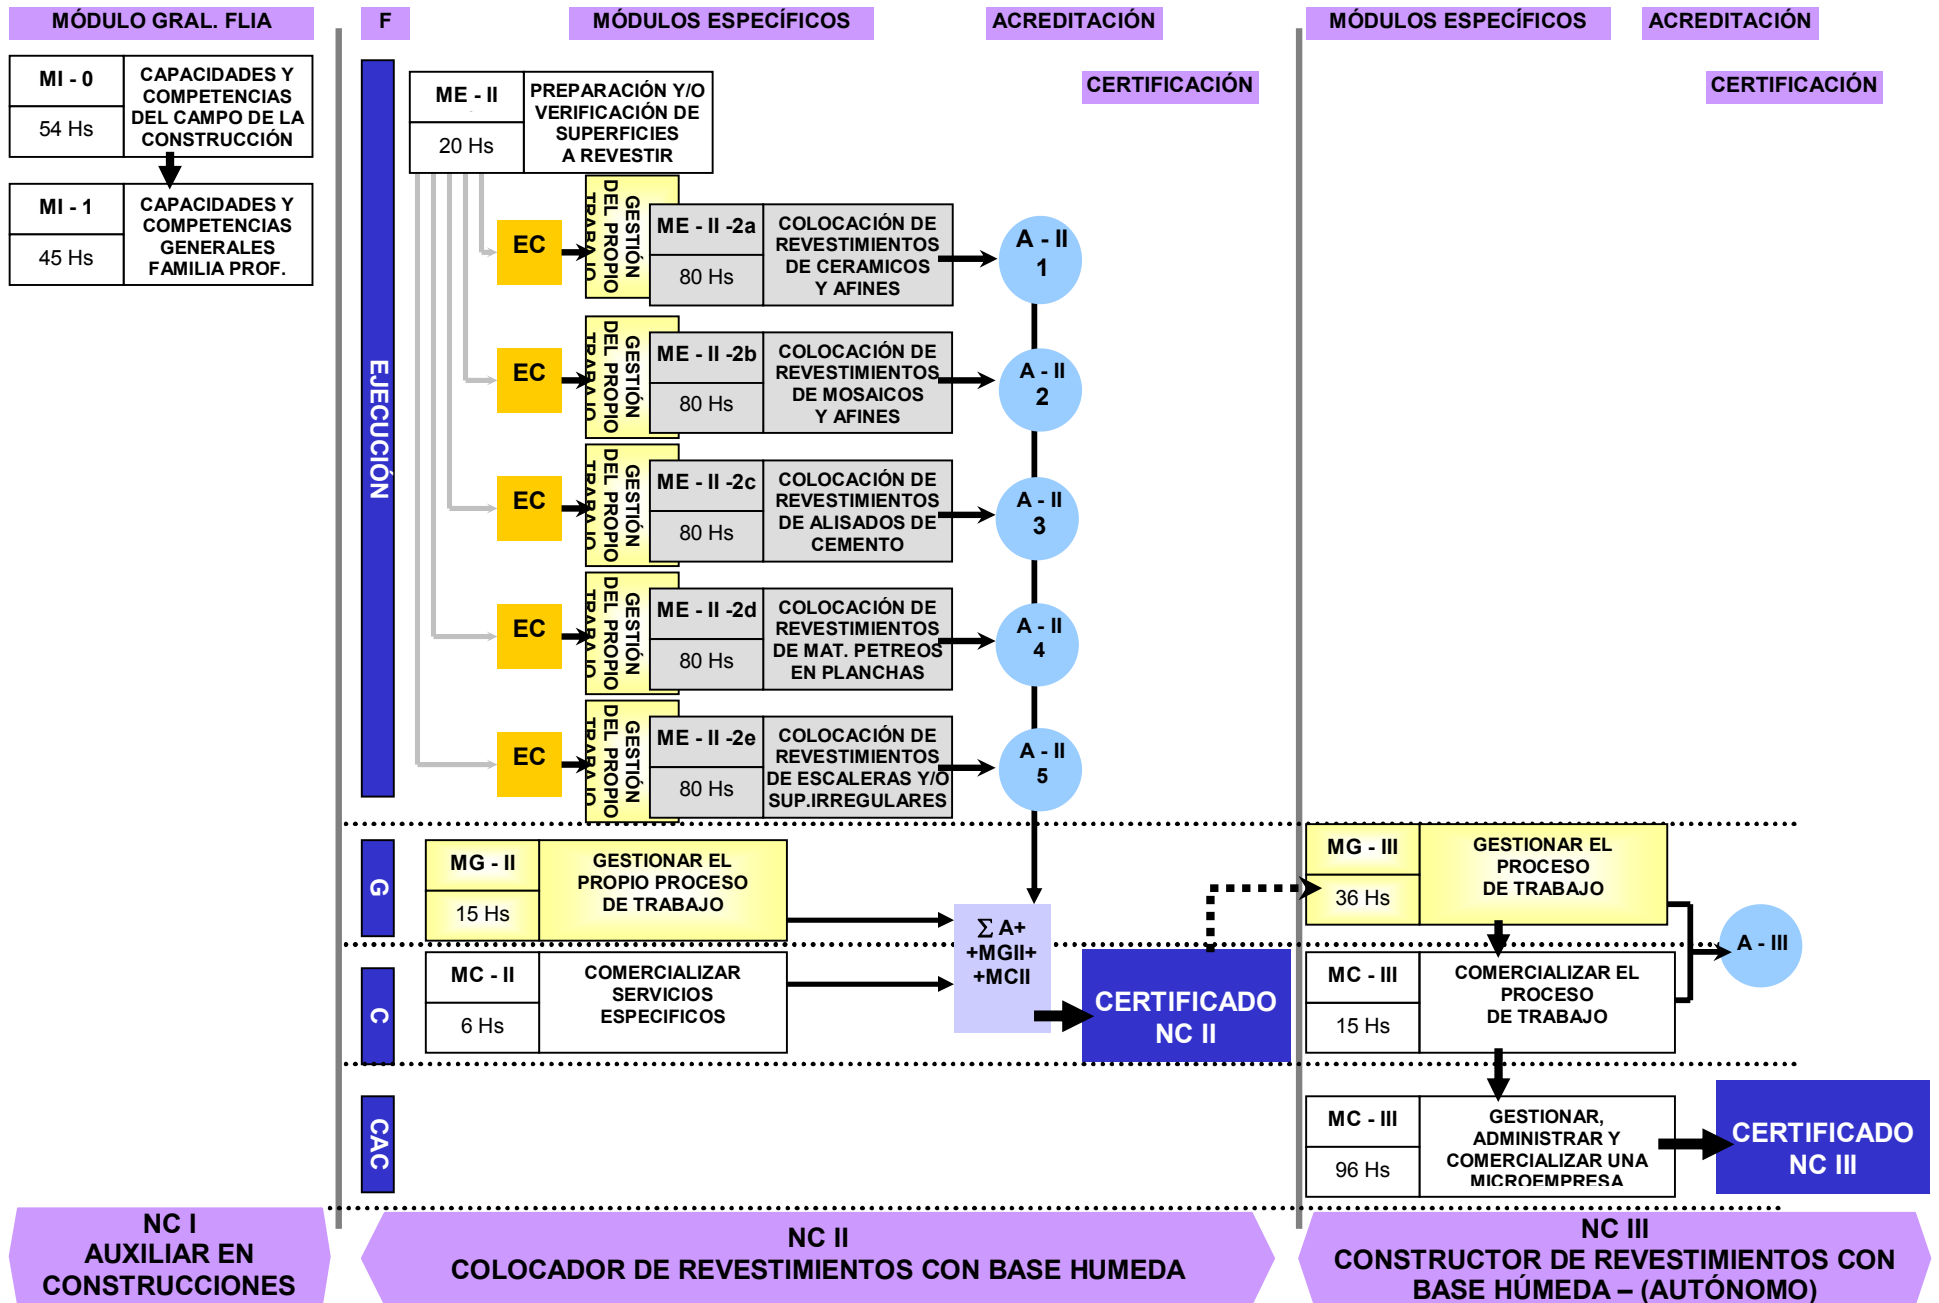 MÓDULO GRAL. FLIA
F
MÓDULOS ESPECÍFICOS
ACREDITACIÓN
MÓDULOS ESPECÍFICOS
ACREDITACIÓN
CERTIFICACIÓN
CERTIFICACIÓN
MI - 0
54 Hs
CAPACIDADES Y
COMPETENCIAS
DEL CAMPO DE LA
CONSTRUCCIÓN
MI - 1
45 Hs
CAPACIDADES Y
COMPETENCIAS
GENERALES
FAMILIA PROF.
EJECUCIÓN
ME - II
20 Hs
PREPARACIÓN Y/O
VERIFICACIÓN DE
SUPERFICIES
A REVESTIR
EC
GESTIÓN
DEL PROPIO
TRABAJO
ME - II -2a
80 Hs
COLOCACIÓN DE
REVESTIMIENTOS
DE CERAMICOS
Y AFINES
A - II
1
EC
GESTIÓN
DEL PROPIO
TRABAJO
ME - II -2b
80 Hs
COLOCACIÓN DE
REVESTIMIENTOS
DE MOSAICOS
Y AFINES
A - II
2
EC
GESTIÓN
DEL PROPIO
TRABAJO
ME - II -2c
80 Hs
COLOCACIÓN DE
REVESTIMIENTOS
DE ALISADOS DE
CEMENTO
A - II
3
EC
GESTIÓN
DEL PROPIO
TRABAJO
ME - II -2d
80 Hs
COLOCACIÓN DE
REVESTIMIENTOS
DE MAT. PETREOS
EN PLANCHAS
A - II
4
EC
GESTIÓN
DEL PROPIO
TRABAJO
ME - II -2e
80 Hs
COLOCACIÓN DE
REVESTIMIENTOS
DE ESCALERAS Y/O
SUP.IRREGULARES
A - II
5
G
MG - II
15 Hs
GESTIONAR EL
PROPIO PROCESO
DE TRABAJO
Σ A+
+MGII+
+MCII
MG - III
36 Hs
GESTIONAR EL
PROCESO
DE TRABAJO
A - III
C
MC - II
6 Hs
COMERCIALIZAR
SERVICIOS
ESPECIFICOS
CERTIFICADO
NC II
MC - III
15 Hs
COMERCIALIZAR EL
PROCESO
DE TRABAJO
CAC
MC - III
96 Hs
GESTIONAR,
ADMINISTRAR Y
COMERCIALIZAR UNA
MICROEMPRESA
CERTIFICADO
NC III
NC I
AUXILIAR EN
CONSTRUCCIONES
NC II
COLOCADOR DE REVESTIMIENTOS CON BASE HUMEDA
NC III
CONSTRUCTOR DE REVESTIMIENTOS CON
BASE HÚMEDA – (AUTÓNOMO)